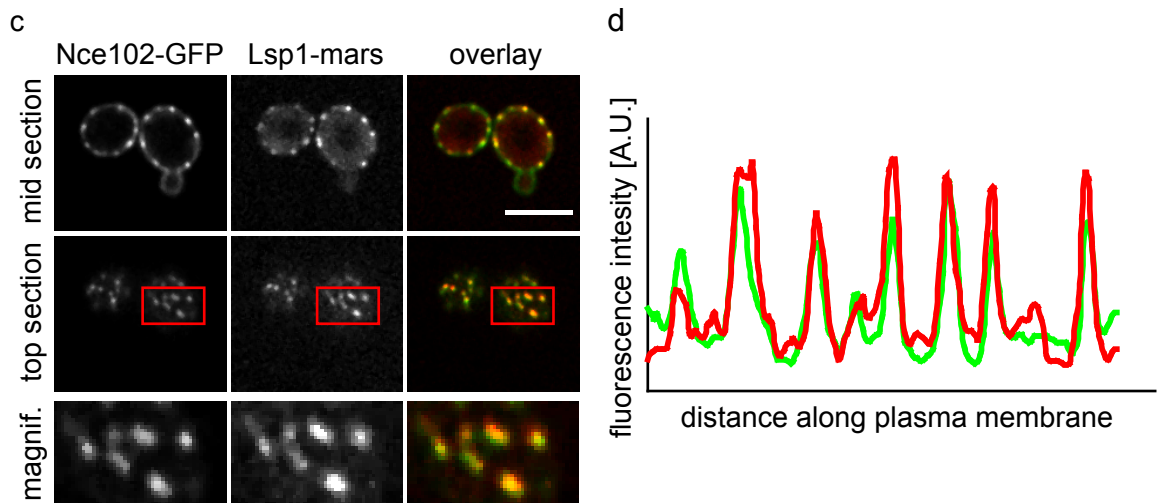 c
Nce102-GFP Lsp1-mars overlay
mid section
top section
magnif.
d
fluorescence intesity [A.U.]
distance along plasma membrane